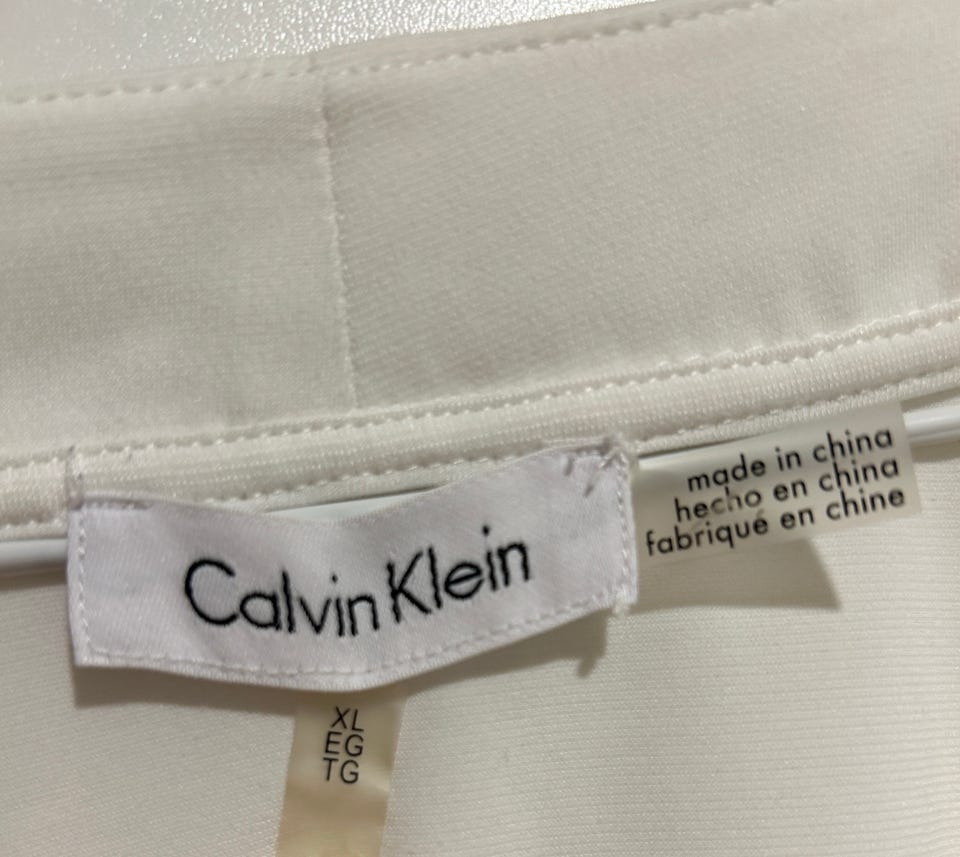 Calvin Klein
made in china
hecho en china
fabriqué en chine
XL
EG
TG